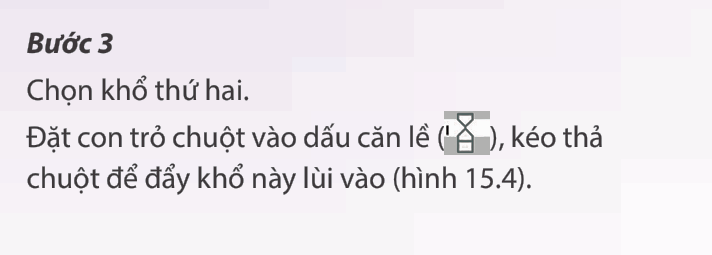 Bước 3
Chọn khổ thứ hai.
Đặt con trỏ chuột vào dấu căn lề (), kéo thả
chuột để đẩy khổ này lùi vào (hình 15.4).